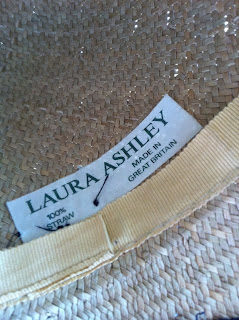 LAURA ASHLEY
100%
STRAW
MADE IN
GREAT BRITAIN